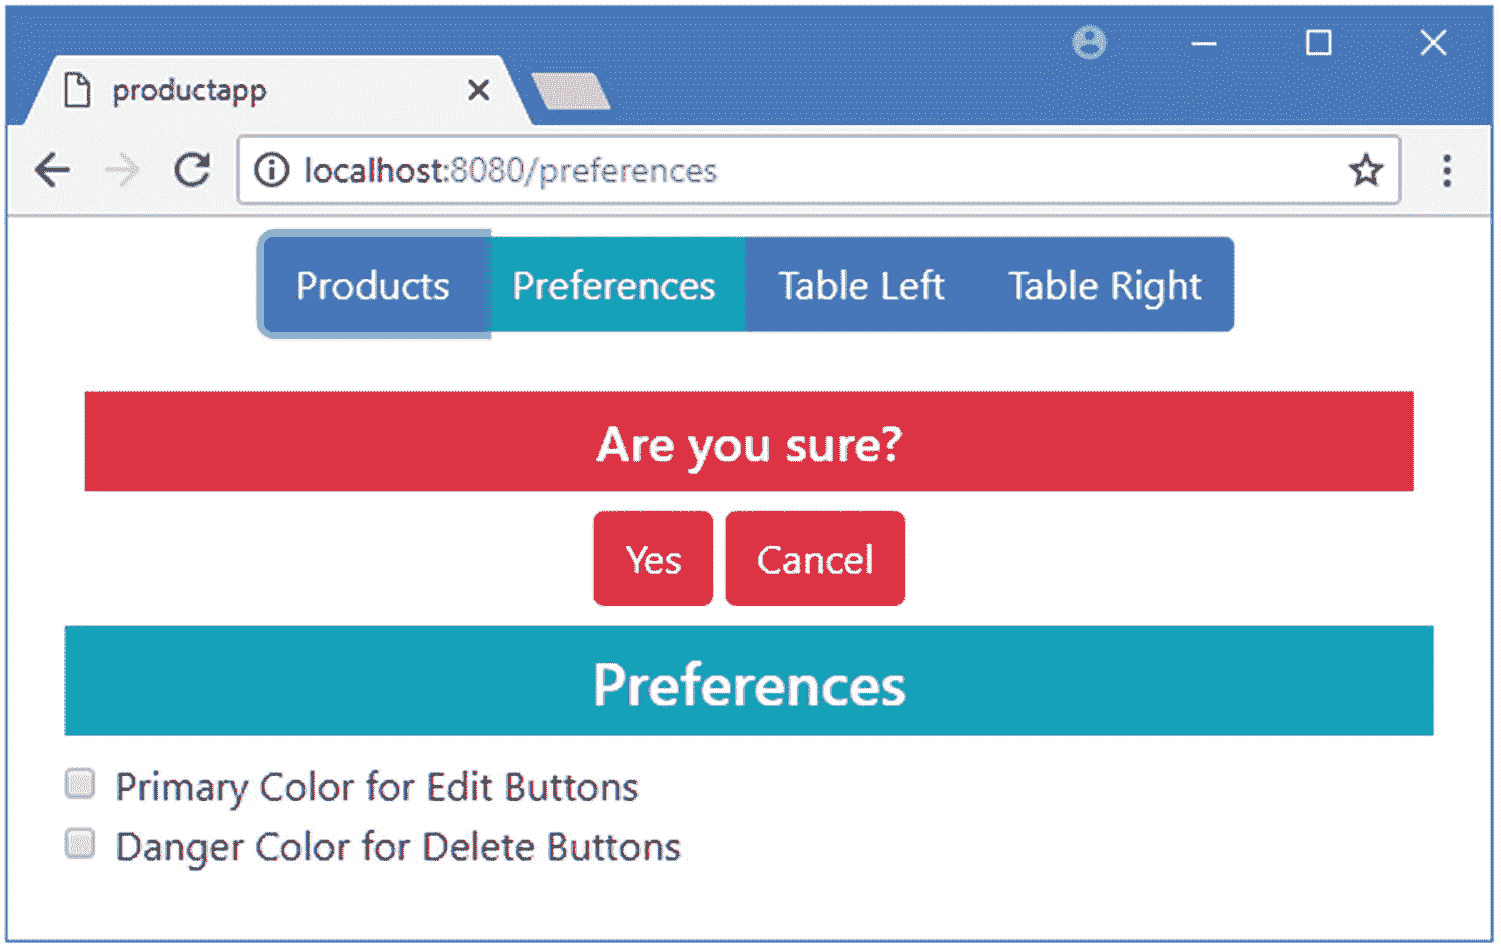 productapp
localhost:8080/preferences
Products Preferences Table Left Table Right
Are you sure?
Yes Cancel
Preferences
Primary Color for Edit Buttons
Danger Color for Delete Buttons